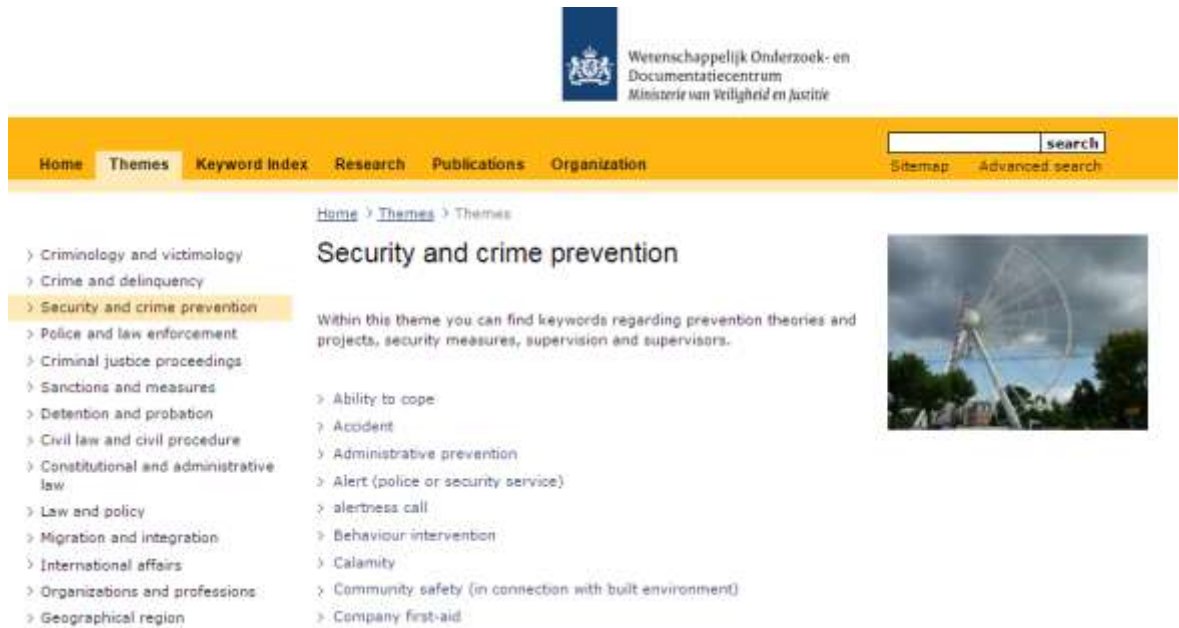 Wetenschappelijk Onderzoek- en
Documentatiecentrum
Ministerie van Veiligheid en Justitie
search
Home Themes Keyword Index Research Publications Organization
Sitemap Advanced search
Home > Themes > Themes
> Criminology and victimology
> Crime and delinquency
> Security and crime prevention
> Police and law enforcement
> Criminal justice proceedings
> Sanctions and measures
> Detention and probation
> Civil law and civil procedure
> Constitutional and administrative
law
> Law and policy
> Migration and integration
> International affairs
> Organizations and professions
> Geographical region
Security and crime prevention
Within this theme you can find keywords regarding prevention theories and
projects, security measures, supervision and supervisors.
> Ability to cope
> Accident
> Administrative prevention
> Alert (police or security service)
> alertness call
> Behaviour intervention
> Calamity
> Community safety (in connection with built environment)
> Company first-aid